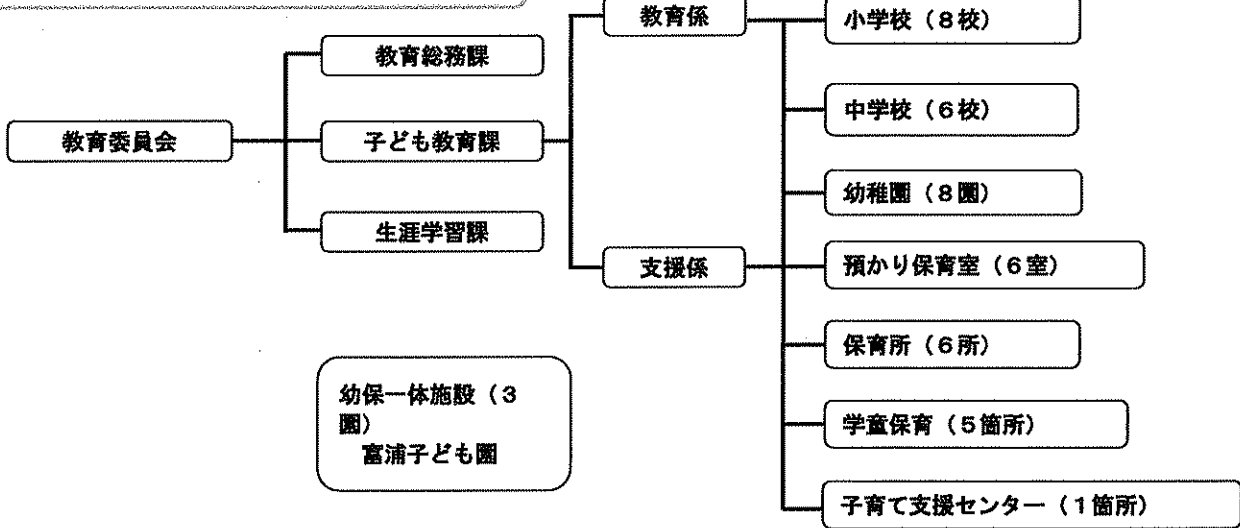 教育係
小学校（８校）
教育総務課
中学校（６校）
教育委員会
子ども教育課
幼稚園（８園）
生涯学習課
支援係
預かり保育室（６室）
保育所（６所）
幼保一体施設（３
園）
富浦子ども園
学童保育（５箇所）
子育て支援センター（１箇所）